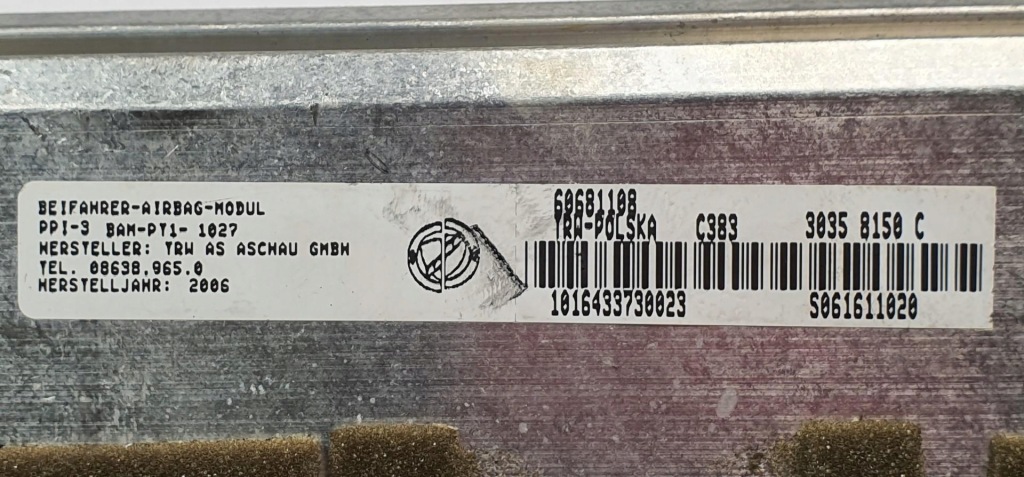 BEIFAHRER-AIRBAG-MODUL
PPI-3 BAM-PT1- 1027
HERSTELLER: TRW AS ASCHAU GMBH
TEL. 08638.965.0
HERSTELLJAHR: 2006
60681108
TRW-POLSKA C383 3035 8150 C
1016433730023 S061611020